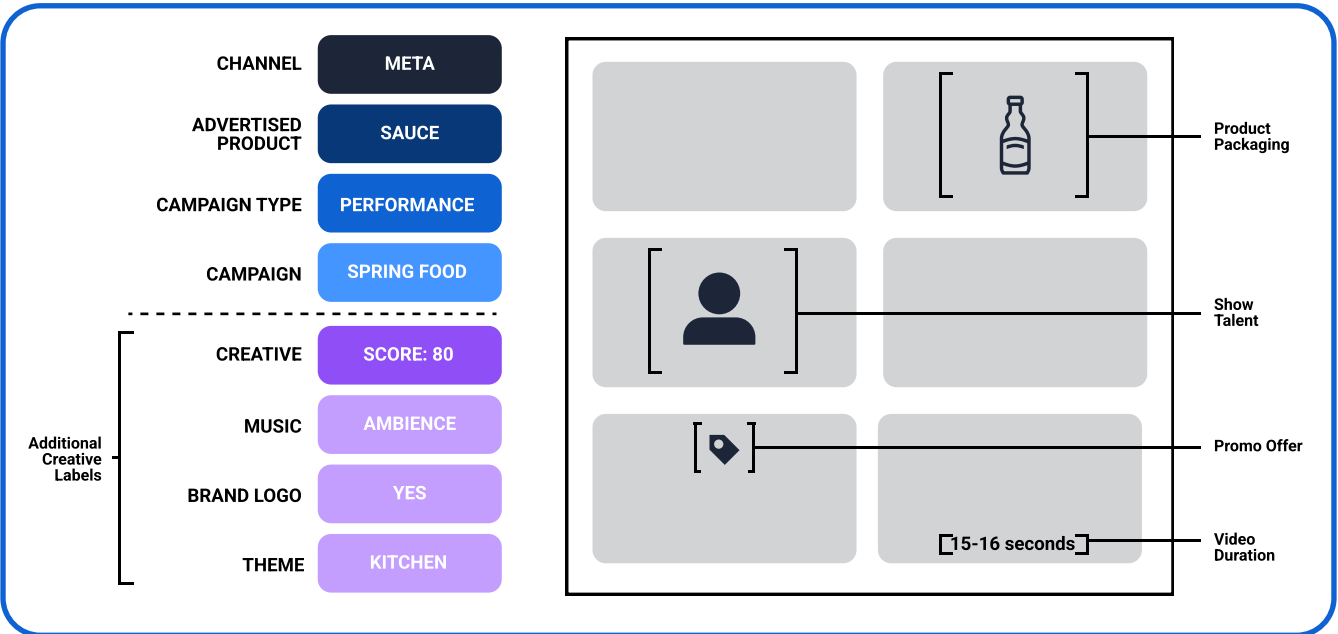 CHANNEL
META
ADVERTISED
PRODUCT
SAUCE
CAMPAIGN TYPE
PERFORMANCE
CAMPAIGN
SPRING FOOD
Additional
Creative
Labels
CREATIVE
SCORE: 80
MUSIC
AMBIENCE
BRAND LOGO
YES
THEME
KITCHEN
Product
Packaging
Show
Talent
Promo Offer
15-16 seconds
Video
Duration